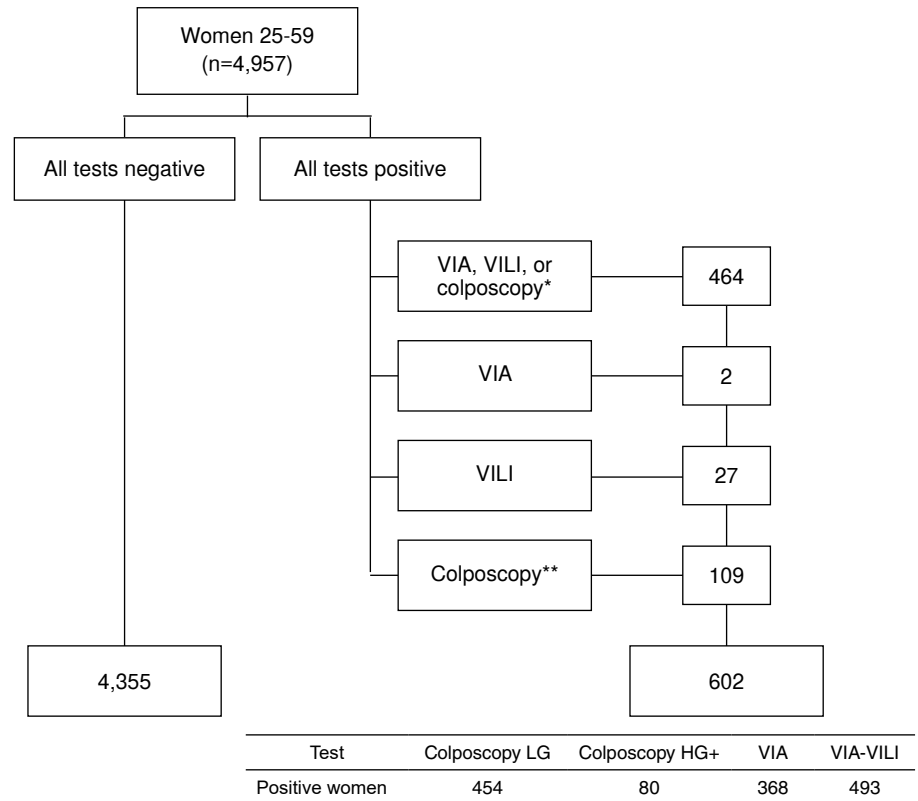 Women 25-59
(n=4,957)
All tests negative
All tests positive
VIA, VILI, or
colposcopy*
464
VIA
2
VILI
27
Colposcopy**
109
4,355
602
Test Colposcopy LG Colposcopy HG+ VIA VIA-VILI
Positive women 454 80 368 493